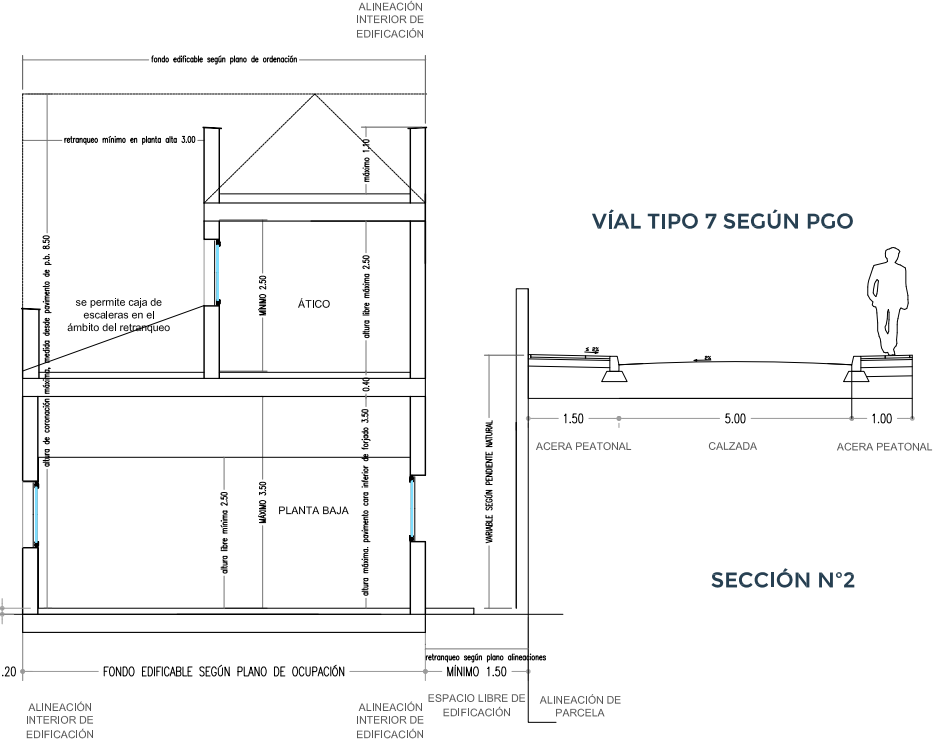 ALINEACIÓN
INTERIOR DE
EDIFICACIÓN
fondo edificable según plano de ordenación
retranqueo mínimo en planta alta 3.00
máximo 1,10
VÍAL TIPO 7 SEGÚN PGO
altura de coronación máxima, medida desde pavimento de p.b. 8.50
se permite caja de
escaleras en el
ámbito del retranqueo
MÍNIMO 2.50
ÁTICO
altura libre máxima 2.50
0.40
≤ 2%
2%
1.50
5.00
1.00
ACERA PEATONAL
CALZADA
ACERA PEATONAL
altura libre mínima 2.50
MÁXIMO 3.50
PLANTA BAJA
altura máxima. pavimento cara inferior de forjado 3.50
VARIABLE SEGÚN PENDIENTE NATURAL
SECCIÓN Nº2
retranqueo según plano alineaciones
.20
FONDO EDIFICABLE SEGÚN PLANO DE OCUPACIÓN
MÍNIMO 1.50
ALINEACIÓN
INTERIOR DE
EDIFICACIÓN
ALINEACIÓN
INTERIOR DE
EDIFICACIÓN
ESPACIO LIBRE DE
EDIFICACIÓN
ALINEACIÓN DE
PARCELA